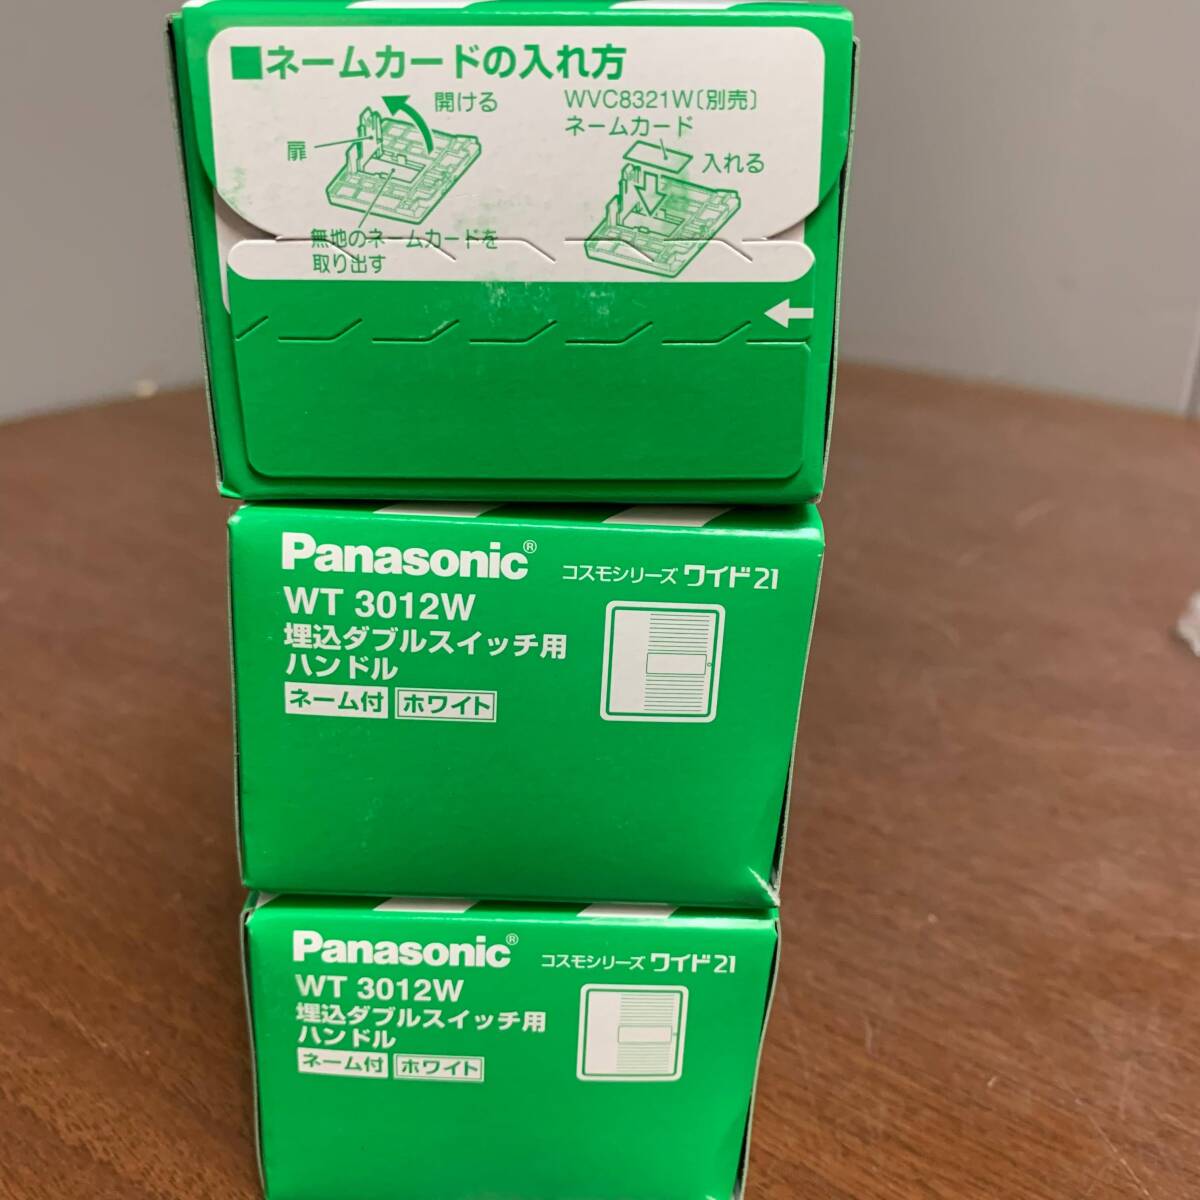 ■ネームカードの入れ方
開ける
扉
無地のネームカードを
取り出す
WVC8321W〔別売〕
ネームカード
入れる
Panasonic®
コスモシリーズ ワイド21
WT 3012W
埋込ダブルスイッチ用
ハンドル
ネーム付 ホワイト
Panasonic®
コスモシリーズ ワイド21
WT 3012W
埋込ダブルスイッチ用
ハンドル
ネーム付 ホワイト